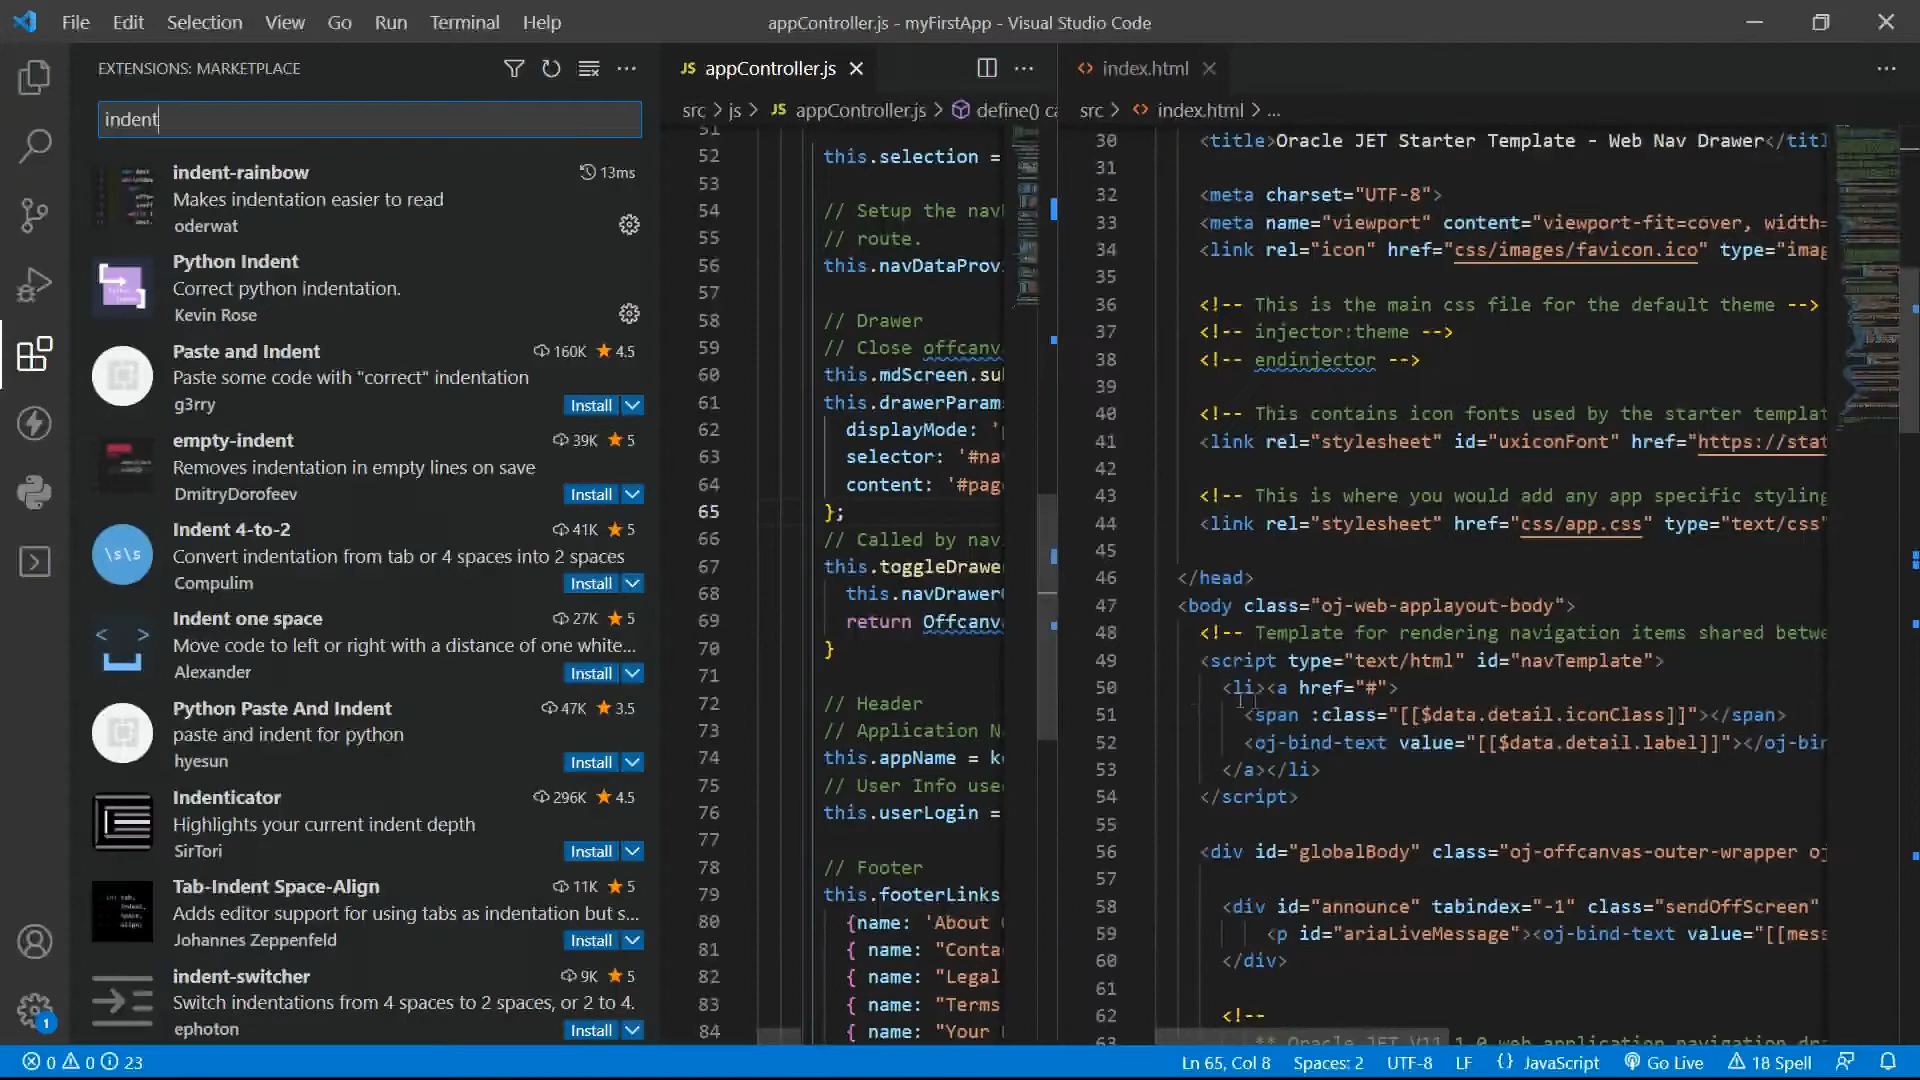 File Edit Selection View Go Run Terminal Help
appController.js - myFirstApp - Visual Studio Code
EXTENSIONS: MARKETPLACE
indent
indent-rainbow 13ms
Makes indentation easier to read
oderwat
Python Indent
Correct python indentation.
Kevin Rose
Paste and Indent 160K 4.5
Paste some code with "correct" indentation
g3rry Install
empty-indent 39K 5
Removes indentation in empty lines on save
DmitryDorofeev Install
\s\s
Indent 4-to-2 41K 5
Convert indentation from tab or 4 spaces into 2 spaces
Compulim Install
Indent one space 27K 5
Move code to left or right with a distance of one white...
Alexander Install
Python Paste And Indent 47K 3.5
paste and indent for python
hyesun Install
Indenticator 296K 4.5
Highlights your current indent depth
SirTori Install
Tab-Indent Space-Align 11K 5
Adds editor support for using tabs as indentation but s...
Johannes Zeppenfeld Install
indent-switcher 9K 5
Switch indentations from 4 spaces to 2 spaces, or 2 to 4.
ephoton Install
1
JS appController.js
src > js > JS appController.js > define() ca
51
52 this.selection =
53
54 // Setup the nav
55 // route.
56 this.navDataProv
57
58 // Drawer
59 // Close offcanv
60 this.mdScreen.su
61 this.drawerParam
62 displayMode: '
63 selector: '#na
64 content: '#pag
65 };
66 // Called by nav
67 this.toggleDrawe
68 this.navDrawer
69 return Offcanv
70 }
71
72 // Header
73 // Application N
74 this.appName = k
75 // User Info use
76 this.userLogin =
77
78 // Footer
79 this.footerLinks
80 {name: 'About
81 { name: "Conta
82 { name: "Legal
83 { name: "Terms
84 { name: "Your
<> index.html
src > <> index.html > ...
30 <title>Oracle JET Starter Template - Web Nav Drawer</titl
31
32 <meta charset="UTF-8">
33 <meta name="viewport" content="viewport-fit=cover, width=
34 <link rel="icon" href="css/images/favicon.ico" type="imag
35
36 <!-- This is the main css file for the default theme -->
37 <!-- injector:theme -->
38 <!-- endinjector -->
39
40 <!-- This contains icon fonts used by the starter templat
41 <link rel="stylesheet" id="uxiconFont" href="https://stat
42
43 <!-- This is where you would add any app specific styling
44 <link rel="stylesheet" href="css/app.css" type="text/css"
45
46 </head>
47 <body class="oj-web-applayout-body">
48 <!-- Template for rendering navigation items shared betwe
49 <script type="text/html" id="navTemplate">
50 <li><a href="#">
51 <span :class="[[$data.detail.iconClass]]"></span>
52 <oj-bind-text value="[[$data.detail.label]]"></oj-bin
53 </a></li>
54 </script>
55
56 <div id="globalBody" class="oj-offcanvas-outer-wrapper oj
57
58 <div id="announce" tabindex="-1" class="sendOffScreen"
59 <p id="ariaLiveMessage"><oj-bind-text value="[[mess
60 </div>
61
62 <!--
63 ** Oracle JET V11.1.0 web application navigation dra
0 0 23
Ln 65, Col 8 Spaces: 2 UTF-8 LF {} JavaScript Go Live 18 Spell